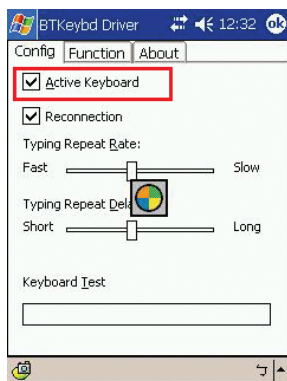 BTKeybd Driver 12:32 ok
Config Function About
Active Keyboard
Reconnection
Typing Repeat Rate:
Fast Slow
Typing Repeat
Short Long
Keyboard Test